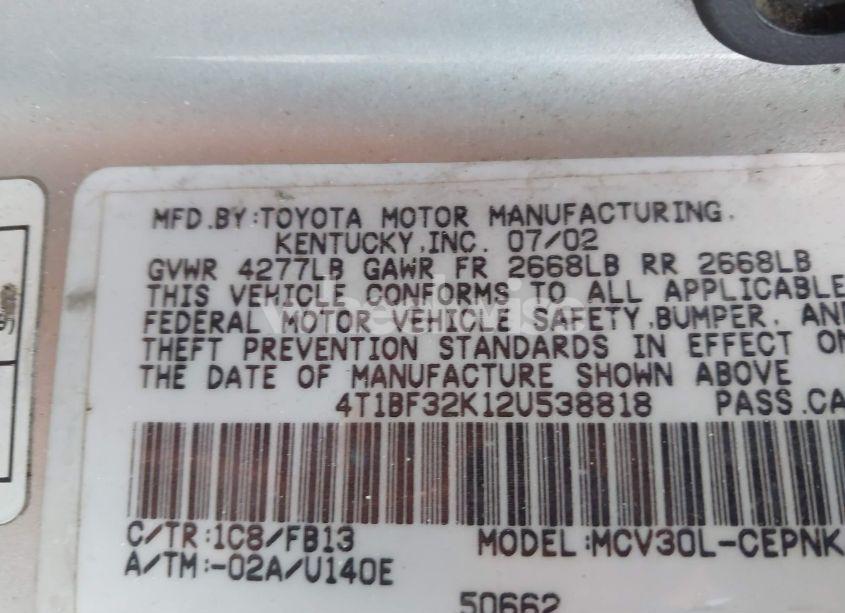 MFD.BY:TOYOTA MOTOR MANUFACTURING,
KENTUCKY,INC. 07/02
GVWR 4277LB GAWR FR 2668LB RR 2668LB
THIS VEHICLE CONFORMS TO ALL APPLICABLE
FEDERAL MOTOR VEHICLE SAFETY,BUMPER, AND
THEFT PREVENTION STANDARDS IN EFFECT ON
THE DATE OF MANUFACTURE SHOWN ABOVE
4T1BF32K12U538818 PASS.CA
C/TR:1C8/FB13 MODEL:MCV30L-CEPNK
A/TM:-02A/U140E
50662